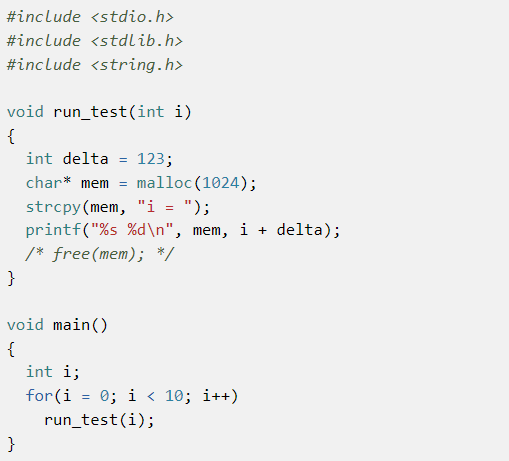 #include <stdio.h>
#include <stdlib.h>
#include <string.h>
void run_test(int i)
{
int delta = 123;
char* mem = malloc(1024);
strcpy(mem, "i = ");
printf("%s %d\n", mem, i + delta);
/* free(mem); */
}
void main()
{
int i;
for(i = 0; i < 10; i++)
run_test(i);
}